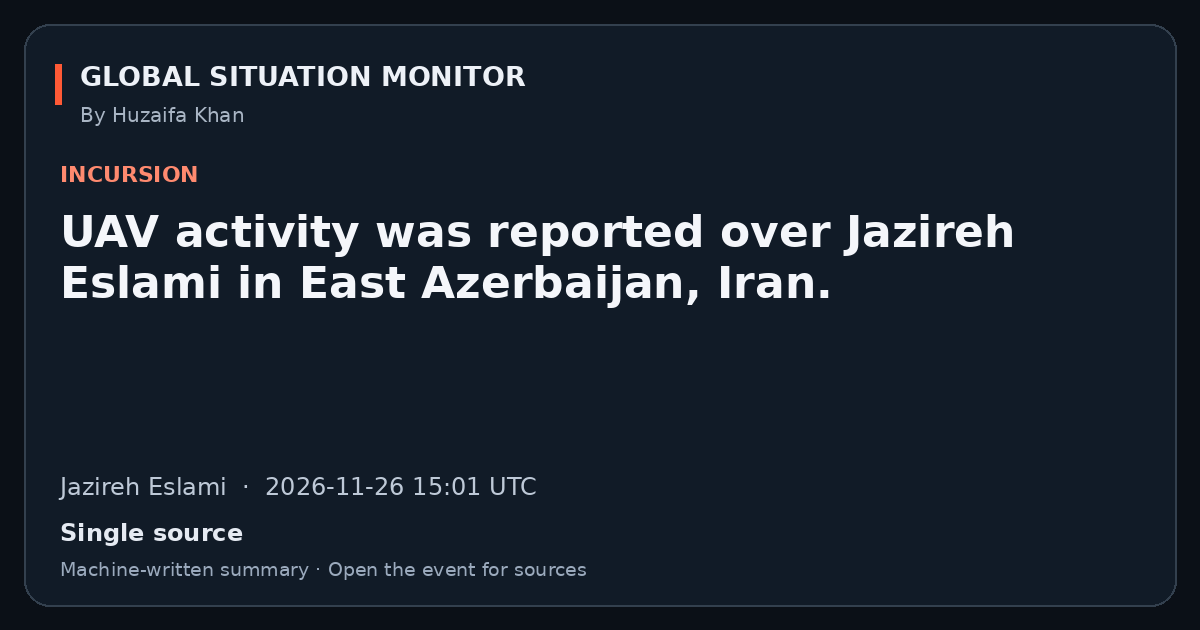 GLOBAL SITUATION MONITOR
By Huzaifa Khan
INCURSION
UAV activity was reported over Jazireh
Eslami in East Azerbaijan, Iran.
Jazireh Eslami · 2026-11-26 15:01 UTC
Single source
Machine-written summary · Open the event for sources